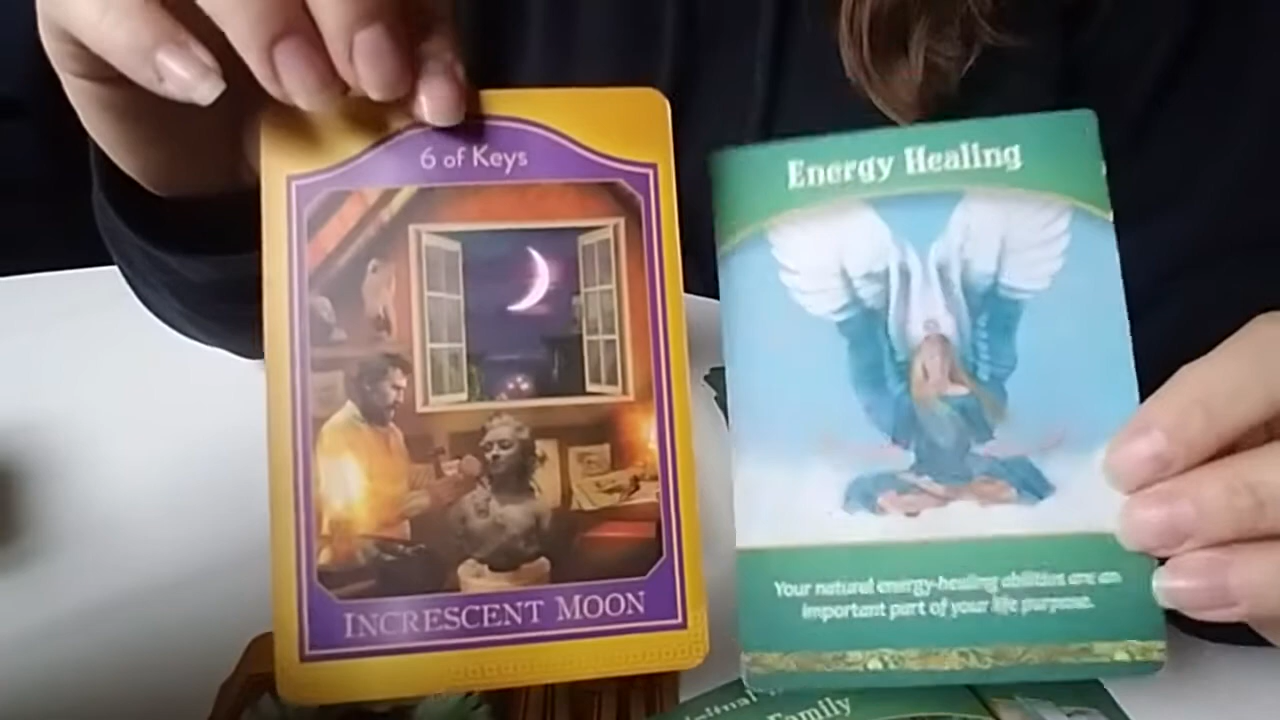 6 of Keys
INCRESCENT MOON
Energy Healing
Your natural energy-healing abilities are an
important part of your life purpose.
Family